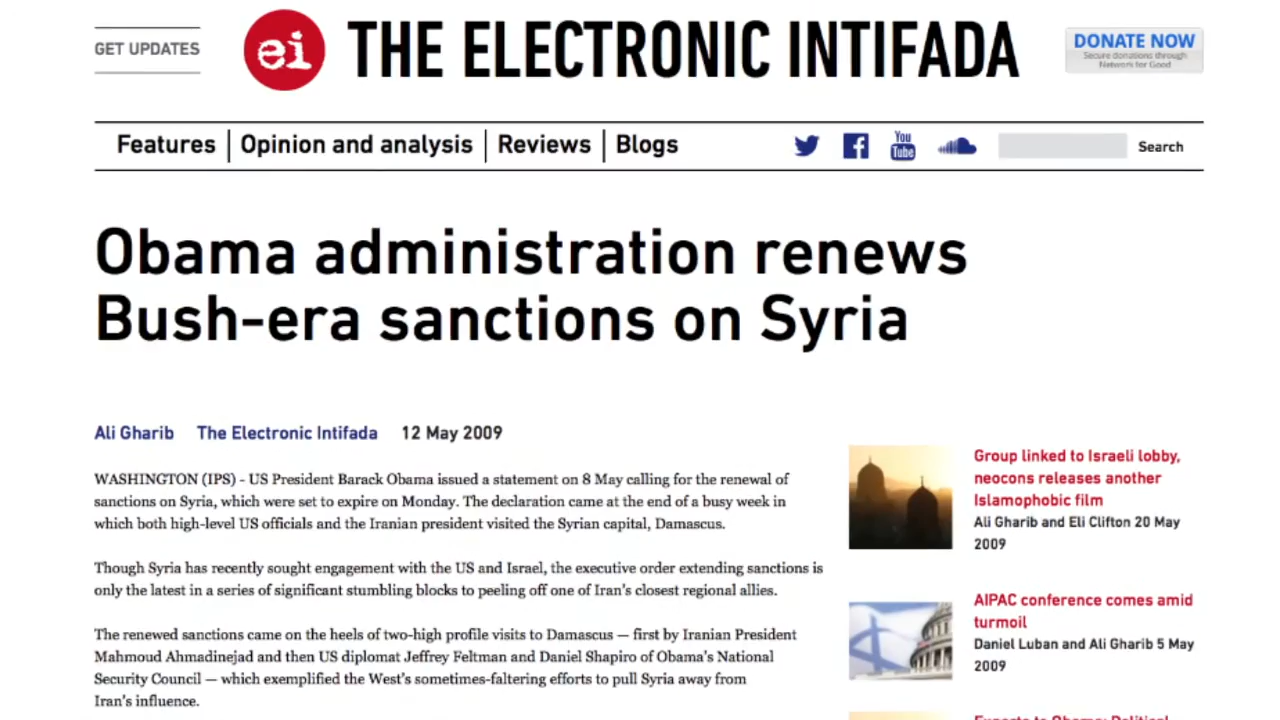 GET UPDATES
ei
THE ELECTRONIC INTIFADA
DONATE NOW
Secure donations through
Network for Good
Features
Opinion and analysis
Reviews
Blogs
You
Tube
Search
Obama administration renews
Bush-era sanctions on Syria
Ali Gharib The Electronic Intifada 12 May 2009
WASHINGTON (IPS) - US President Barack Obama issued a statement on 8 May calling for the renewal of
sanctions on Syria, which were set to expire on Monday. The declaration came at the end of a busy week in
which both high-level US officials and the Iranian president visited the Syrian capital, Damascus.
Though Syria has recently sought engagement with the US and Israel, the executive order extending sanctions is
only the latest in a series of significant stumbling blocks to peeling off one of Iran's closest regional allies.
The renewed sanctions came on the heels of two-high profile visits to Damascus — first by Iranian President
Mahmoud Ahmadinejad and then US diplomat Jeffrey Feltman and Daniel Shapiro of Obama's National
Security Council — which exemplified the West's sometimes-faltering efforts to pull Syria away from
Iran's influence.
Group linked to Israeli lobby,
neocons releases another
Islamophobic film
Ali Gharib and Eli Clifton 20 May
2009
AIPAC conference comes amid
turmoil
Daniel Luban and Ali Gharib 5 May
2009
Experts to Obama: Political